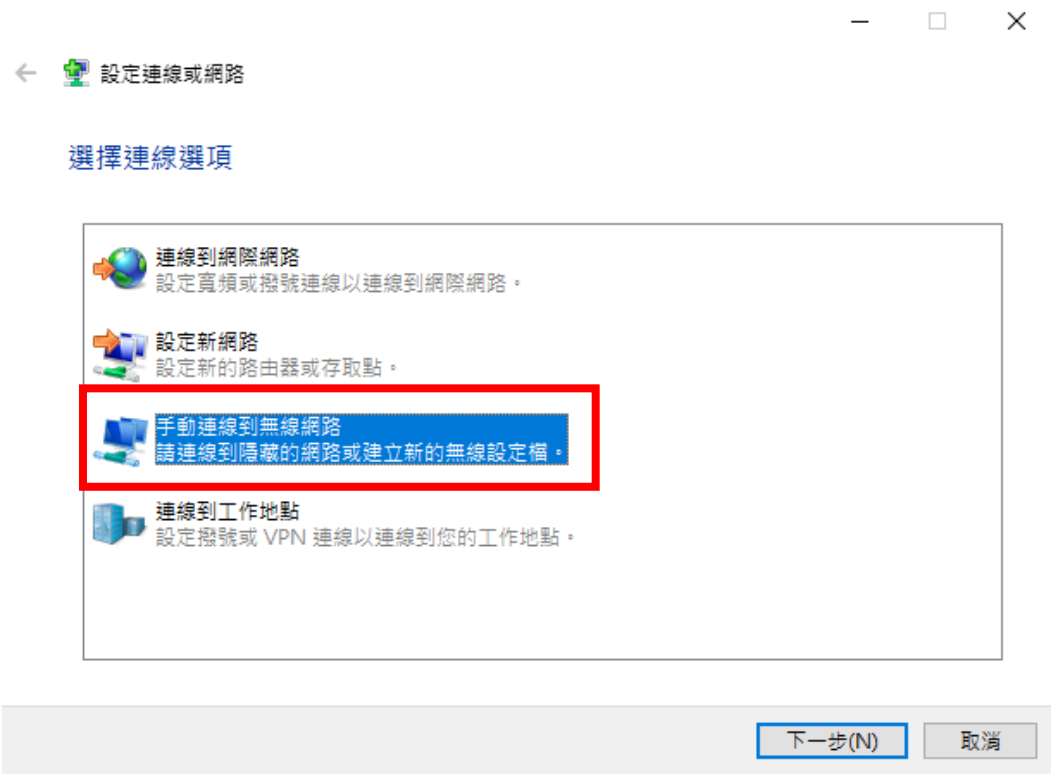 設定連線或網路
選擇連線選項
連線到網際網路
設定寬頻或撥號連線以連線到網際網路。
設定新網路
設定新的路由器或存取點。
手動連線到無線網路
請連線到隱藏的網路或建立新的無線設定檔。
連線到工作地點
設定撥號或 VPN 連線以連線到您的工作地點。
下一步(N)
取消